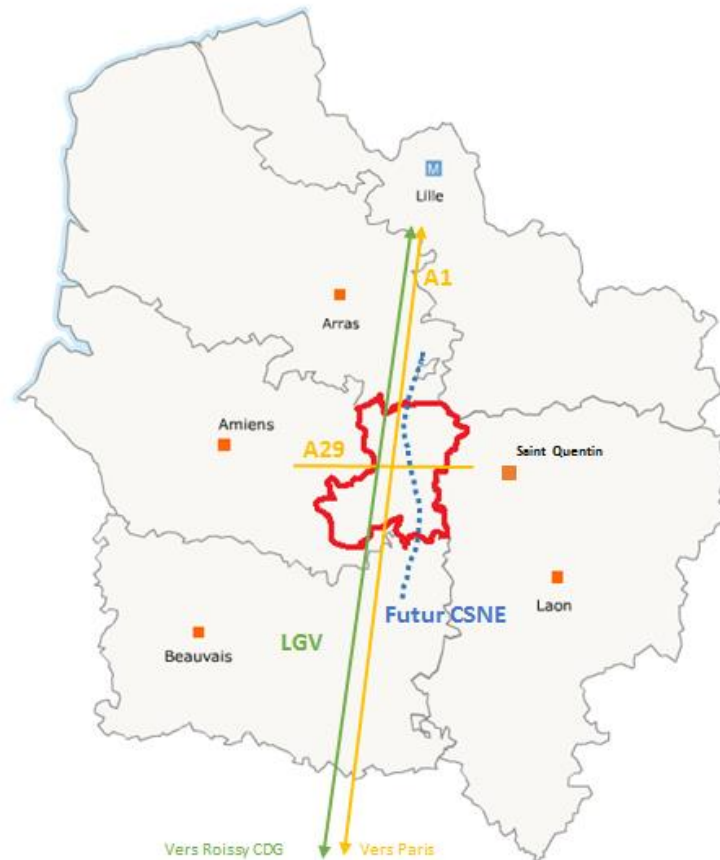 M
Lille
A1
Arras
Amiens
A29
Saint Quentin
Laon
Futur CSNE
LGV
Beauvais
Vers Roissy CDG
Vers Paris